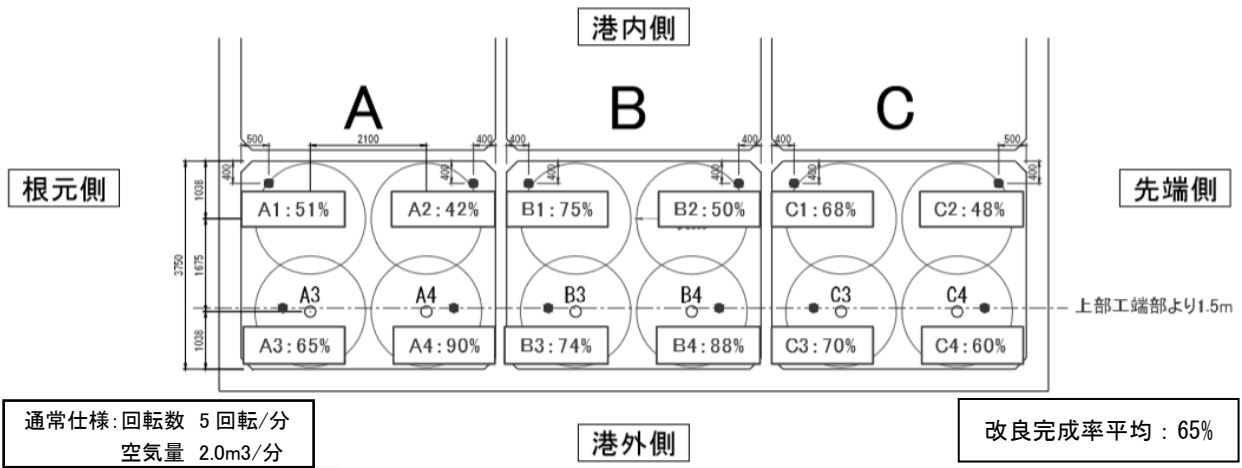 港内側
A
B
C
500
2100
400
400
400
500
400
400
400
400
400
根元側
先端側
1038
3750
1675
1038
A1:51%
A2:42%
B1:75%
B2:50%
C1:68%
C2:48%
A3
A4
B3
B4
C3
C4
上部工端部より1.5m
A3:65%
A4:90%
B3:74%
B4:88%
C3:70%
C4:60%
通常仕様:回転数 5回転/分
空気量 2.0m3/分
港外側
改良完成率平均:65%